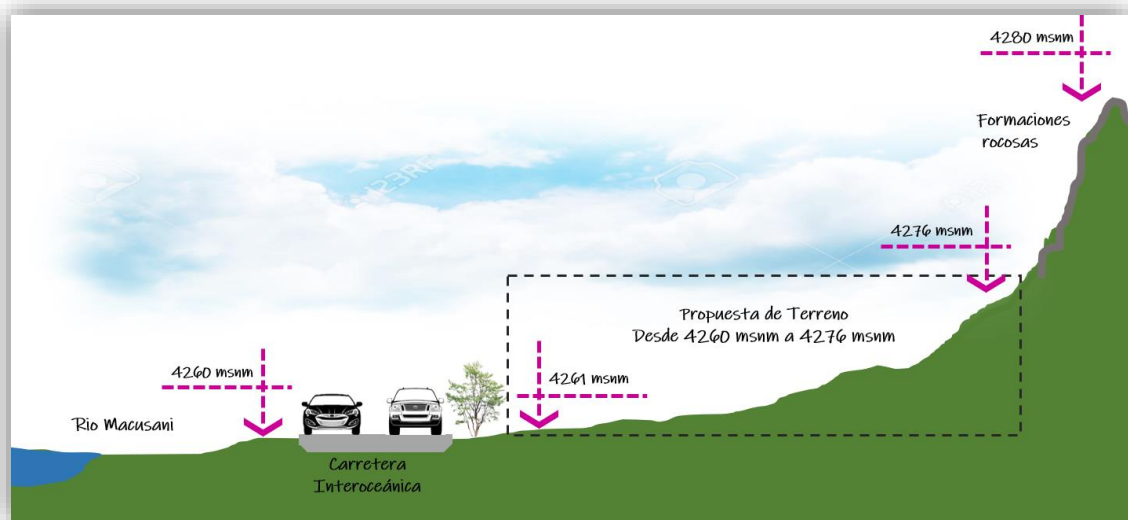 4280 msnm
Formaciones
rocosas
4276 msnm
Propuesta de Terreno
Desde 4260 msnm a 4276 msnm
4260 msnm
4261 msnm
Rio Macusani
Carretera
Interoceánica
123RF